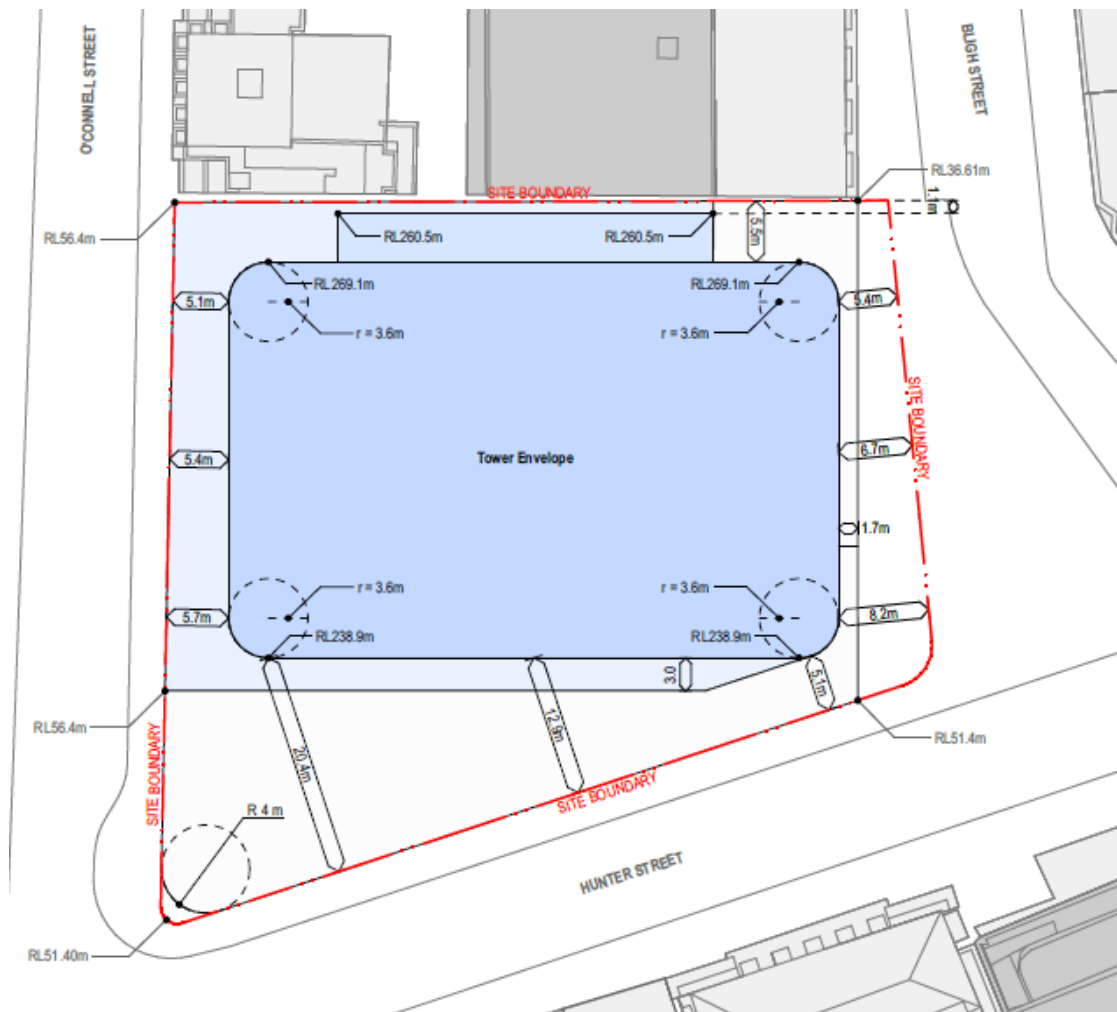 O'CONNELL STREET
BLIGH STREET
SITE BOUNDARY
RL36.61m
1.1m
RL56.4m
RL260.5m
RL260.5m
5.5m
RL269.1m
RL269.1m
5.1m
5.4m
r = 3.6m
r = 3.6m
SITE BOUNDARY
5.4m
Tower Envelope
6.7m
1.7m
r = 3.6m
r = 3.6m
5.7m
8.2m
RL238.9m
RL238.9m
3.0
5.1m
RL56.4m
12.9m
RL51.4m
20.4m
SITE BOUNDARY
SITE BOUNDARY
R 4 m
HUNTER STREET
RL51.40m